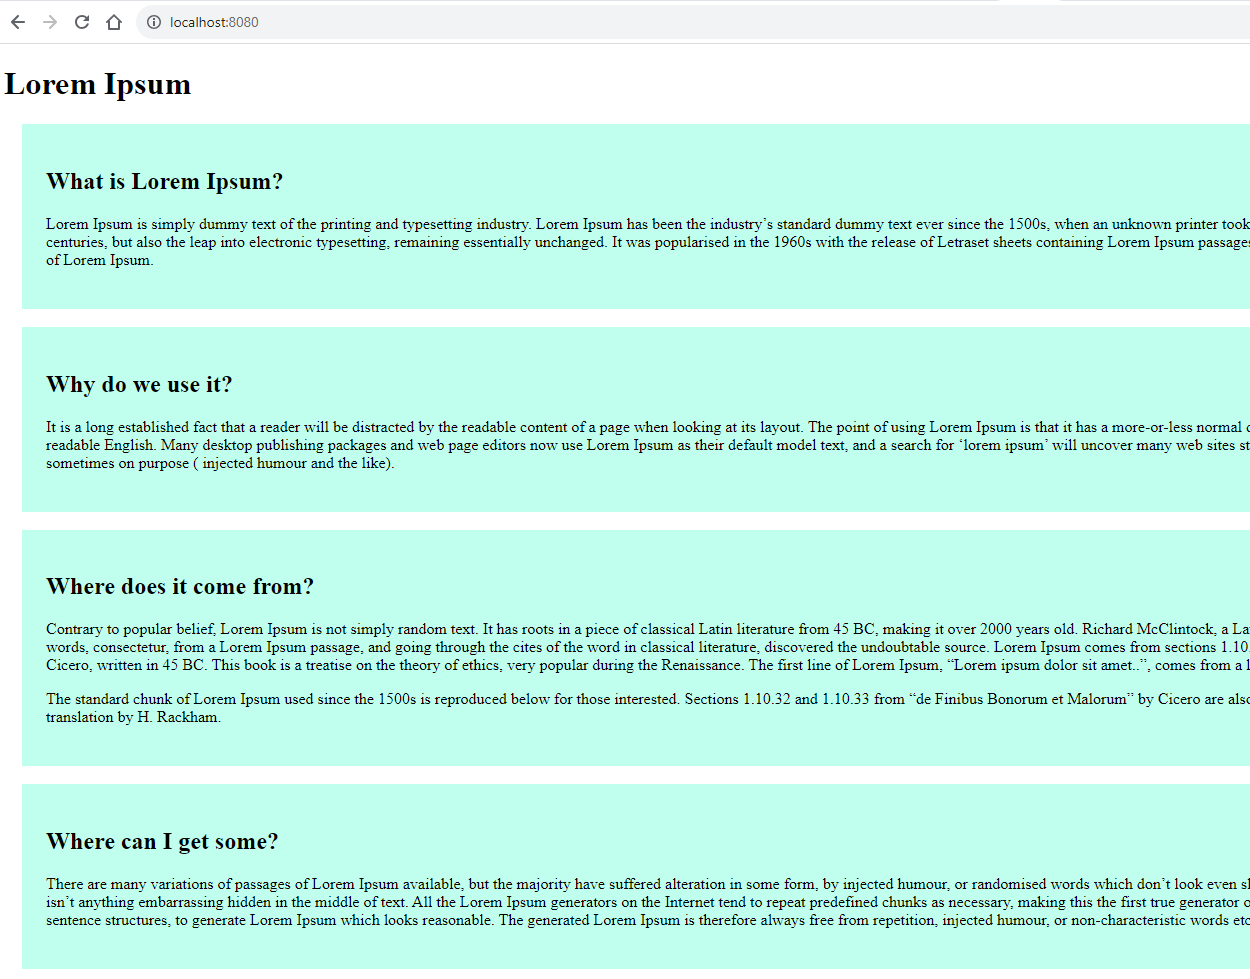 localhost:8080
Lorem Ipsum
What is Lorem Ipsum?
Lorem Ipsum is simply dummy text of the printing and typesetting industry. Lorem Ipsum has been the industry’s standard dummy text ever since the 1500s, when an unknown printer took
centuries, but also the leap into electronic typesetting, remaining essentially unchanged. It was popularised in the 1960s with the release of Letraset sheets containing Lorem Ipsum passages
of Lorem Ipsum.
Why do we use it?
It is a long established fact that a reader will be distracted by the readable content of a page when looking at its layout. The point of using Lorem Ipsum is that it has a more-or-less normal
readable English. Many desktop publishing packages and web page editors now use Lorem Ipsum as their default model text, and a search for ‘lorem ipsum’ will uncover many web sites st
sometimes on purpose ( injected humour and the like).
Where does it come from?
Contrary to popular belief, Lorem Ipsum is not simply random text. It has roots in a piece of classical Latin literature from 45 BC, making it over 2000 years old. Richard McClintock, a La
words, consectetur, from a Lorem Ipsum passage, and going through the cites of the word in classical literature, discovered the undoubtable source. Lorem Ipsum comes from sections 1.10
Cicero, written in 45 BC. This book is a treatise on the theory of ethics, very popular during the Renaissance. The first line of Lorem Ipsum, “Lorem ipsum dolor sit amet..”, comes from a
The standard chunk of Lorem Ipsum used since the 1500s is reproduced below for those interested. Sections 1.10.32 and 1.10.33 from “de Finibus Bonorum et Malorum” by Cicero are also
translation by H. Rackham.
Where can I get some?
There are many variations of passages of Lorem Ipsum available, but the majority have suffered alteration in some form, by injected humour, or randomised words which don’t look even sl
isn’t anything embarrassing hidden in the middle of text. All the Lorem Ipsum generators on the Internet tend to repeat predefined chunks as necessary, making this the first true generator o
sentence structures, to generate Lorem Ipsum which looks reasonable. The generated Lorem Ipsum is therefore always free from repetition, injected humour, or non-characteristic words etc